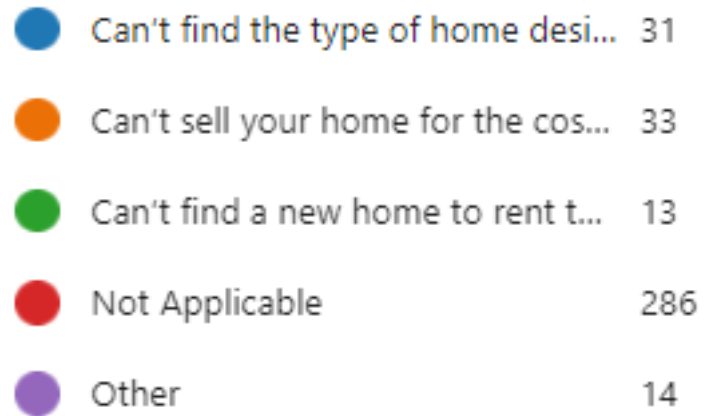 Can't find the type of home desi... 31
Can't sell your home for the cos... 33
Can't find a new home to rent t... 13
Not Applicable 286
Other 14